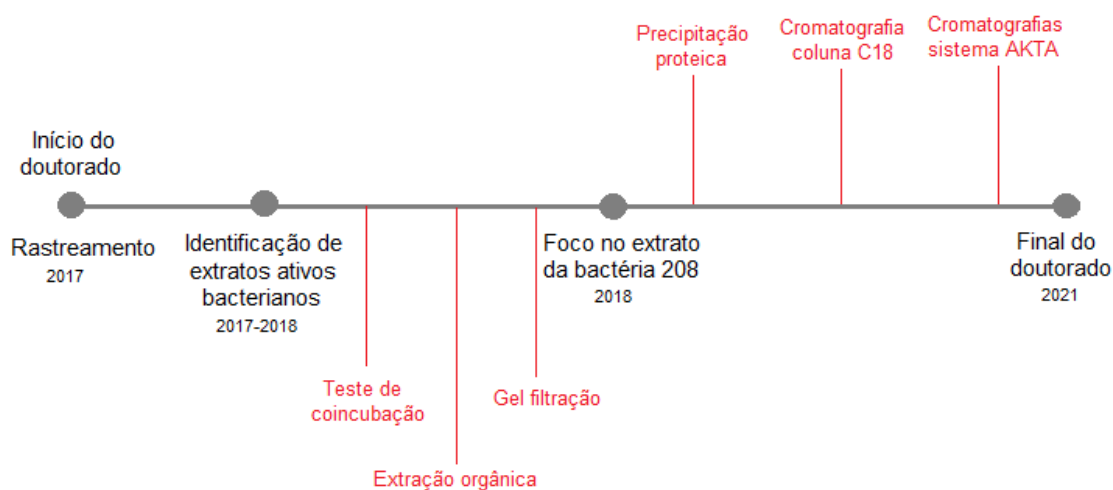 Precipitação
proteica
Cromatografia
coluna C18
Cromatografias
sistema AKTA
Início do
doutorado
Rastreamento
2017
Identificação de
extratos ativos
bacterianos
2017-2018
Foco no extrato
da bactéria 208
2018
Final do
doutorado
2021
Teste de
coincubação
Extração orgânica
Gel filtração